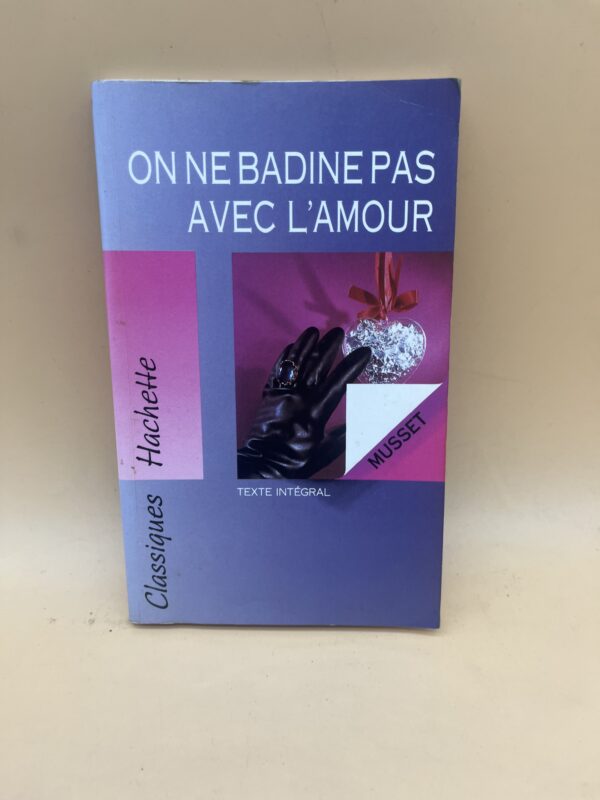 ON NE BADINE PAS
AVEC L'AMOUR
MUSSET
TEXTE INTÉGRAL
Classiques Hachette